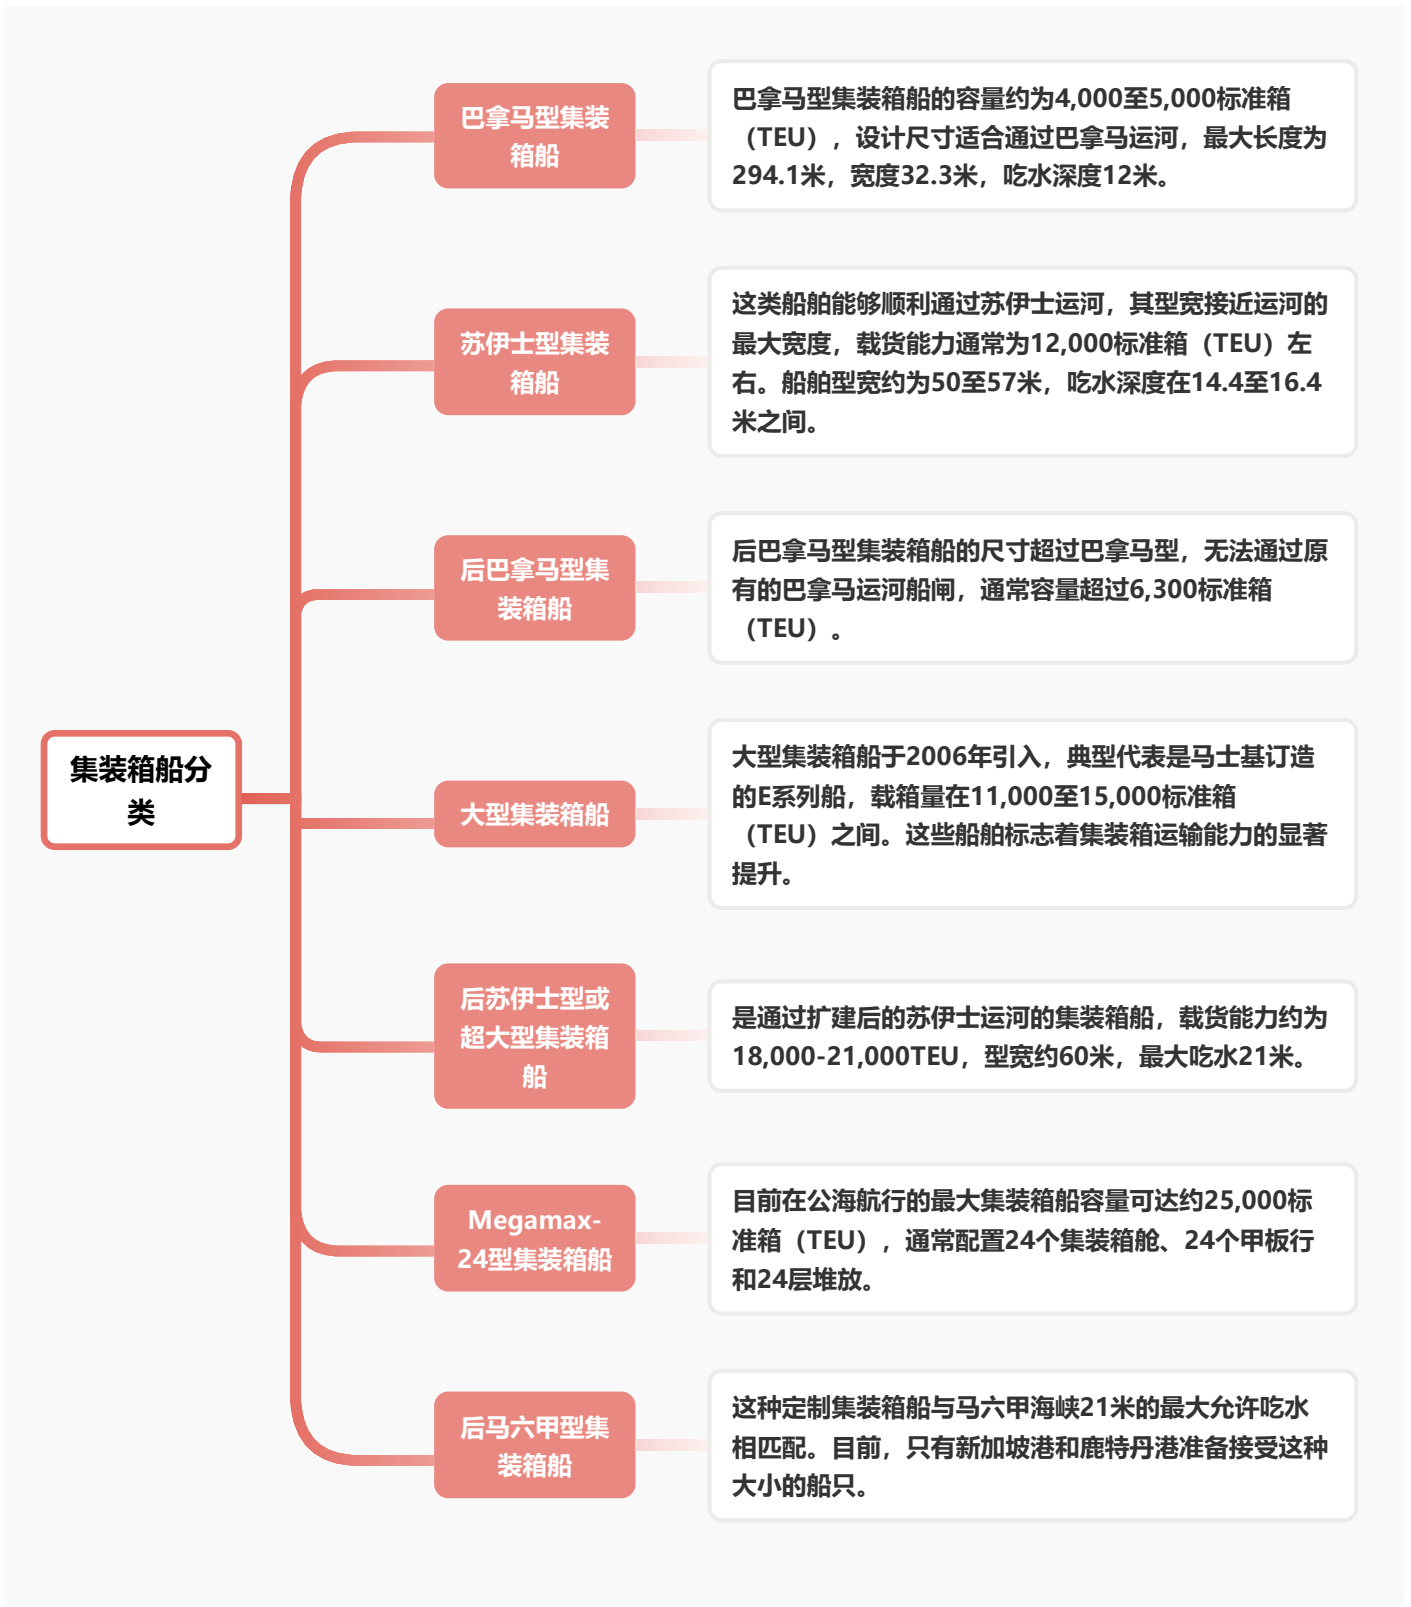 集装箱船分
类
巴拿马型集装
箱船
巴拿马型集装箱船的容量约为4,000至5,000标准箱
（TEU），设计尺寸适合通过巴拿马运河，最大长度为
294.1米，宽度32.3米，吃水深度12米。
苏伊士型集装
箱船
这类船舶能够顺利通过苏伊士运河，其型宽接近运河的
最大宽度，载货能力通常为12,000标准箱（TEU）左
右。船舶型宽约为50至57米，吃水深度在14.4至16.4
米之间。
后巴拿马型集
装箱船
后巴拿马型集装箱船的尺寸超过巴拿马型，无法通过原
有的巴拿马运河船闸，通常容量超过6,300标准箱
（TEU）。
大型集装箱船
大型集装箱船于2006年引入，典型代表是马士基订造
的E系列船，载箱量在11,000至15,000标准箱
（TEU）之间。这些船舶标志着集装箱运输能力的显著
提升。
后苏伊士型或
超大型集装箱
船
是通过扩建后的苏伊士运河的集装箱船，载货能力约为
18,000-21,000TEU，型宽约60米，最大吃水21米。
Megamax-
24型集装箱船
目前在公海航行的最大集装箱船容量可达约25,000标
准箱（TEU），通常配置24个集装箱舱、24个甲板行
和24层堆放。
后马六甲型集
装箱船
这种定制集装箱船与马六甲海峡21米的最大允许吃水
相匹配。目前，只有新加坡港和鹿特丹港准备接受这种
大小的船只。